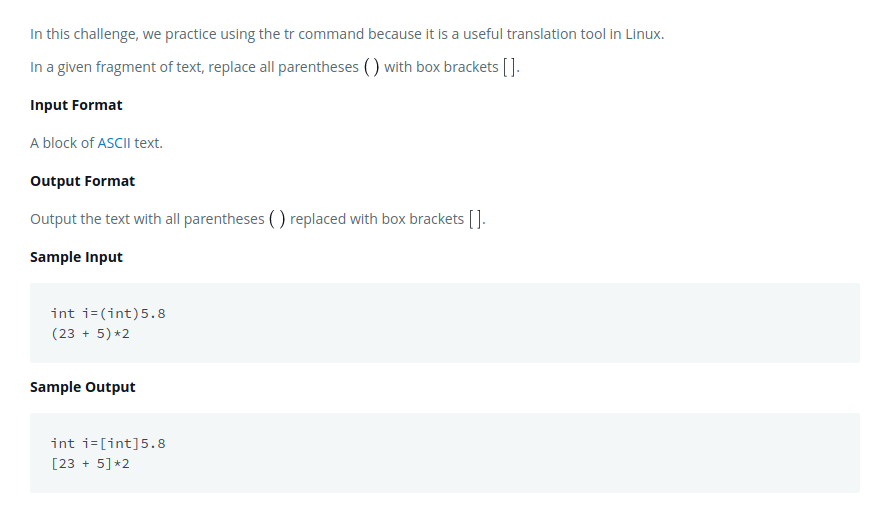 In this challenge, we practice using the tr command because it is a useful translation tool in Linux.
In a given fragment of text, replace all parentheses () with box brackets [].
Input Format
A block of ASCII text.
Output Format
Output the text with all parentheses () replaced with box brackets [].
Sample Input
int i=(int)5.8
(23 + 5)*2
Sample Output
int i=[int]5.8
[23 + 5]*2